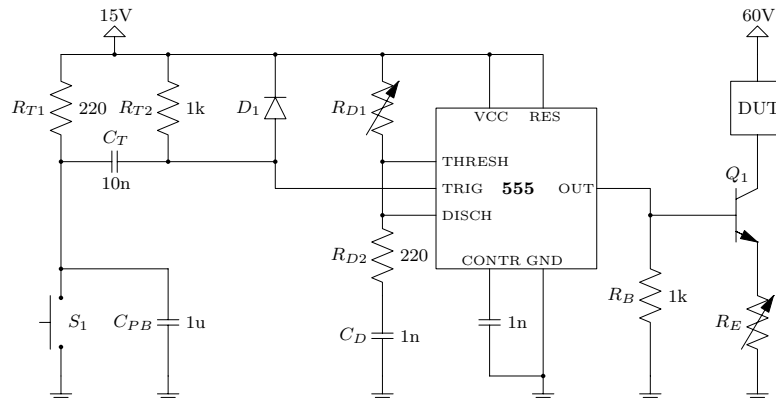 15V
60V
R_{T1} 220
R_{T2} 1k
D_1
R_{D1}
C_T
10n
VCC RES
THRESH
TRIG 555 OUT
DISCH
CONTR GND
DUT
Q_1
R_{D2} 220
S_1
C_{PB} 1u
C_D 1n
1n
R_B 1k
R_E